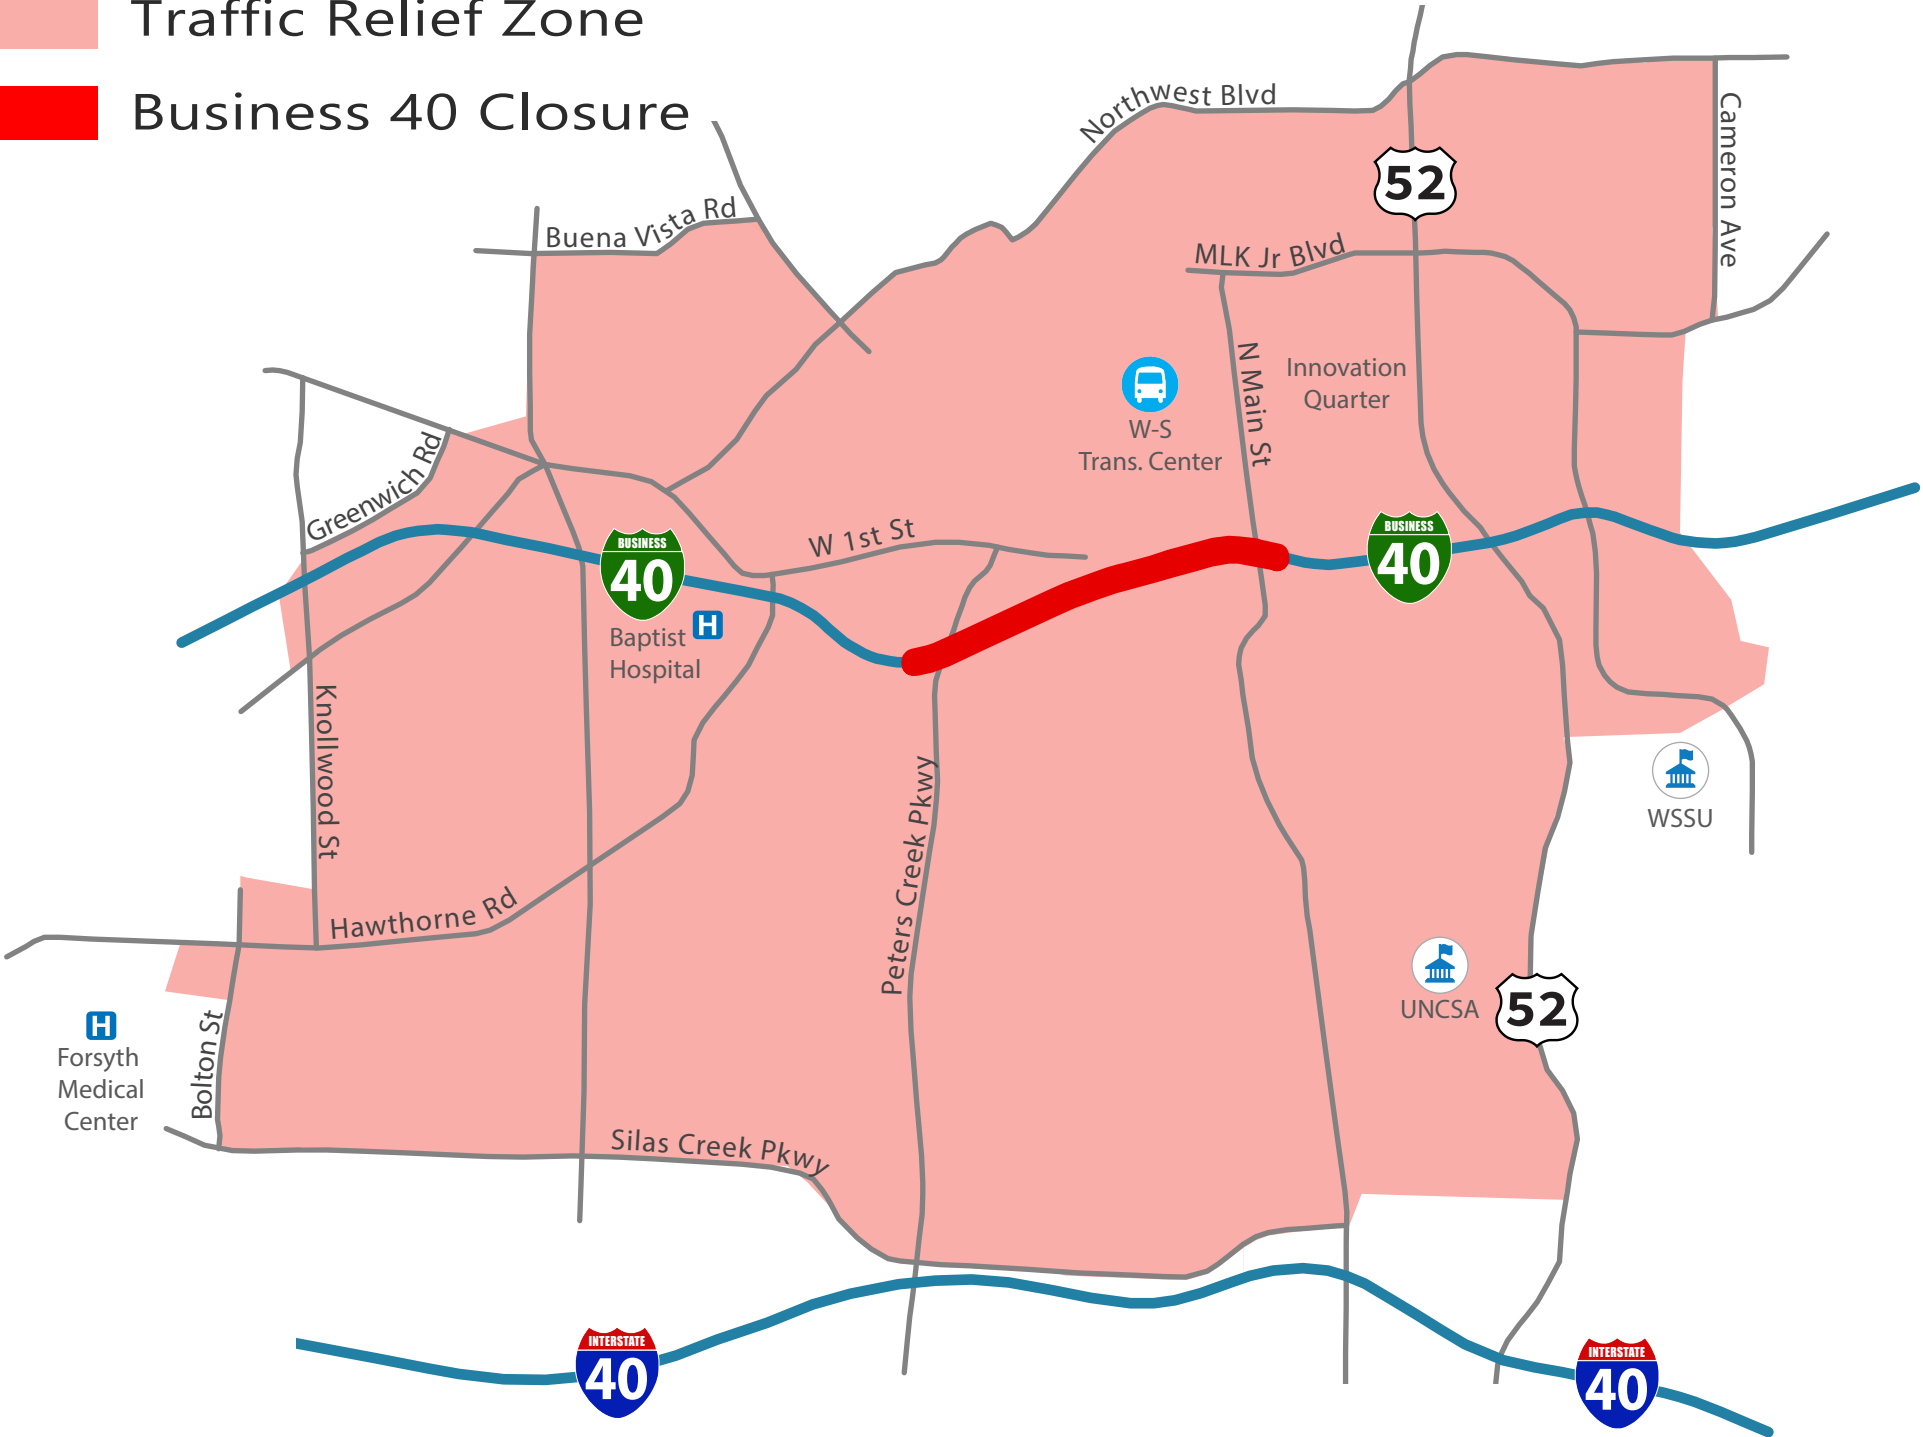 Traffic Relief Zone
Business 40 Closure
Northwest Blvd
Cameron Ave
52
Buena Vista Rd
MLK Jr Blvd
N Main St
Innovation
Quarter
W-S
Trans. Center
Greenwich Rd
W 1st St
BUSINESS
40
BUSINESS
40
Baptist
Hospital
H
Knollwood St
Peters Creek Pkwy
WSSU
Hawthorne Rd
UNCSA
52
H
Forsyth
Medical
Center
Bolton St
Silas Creek Pkwy
INTERSTATE
40
INTERSTATE
40